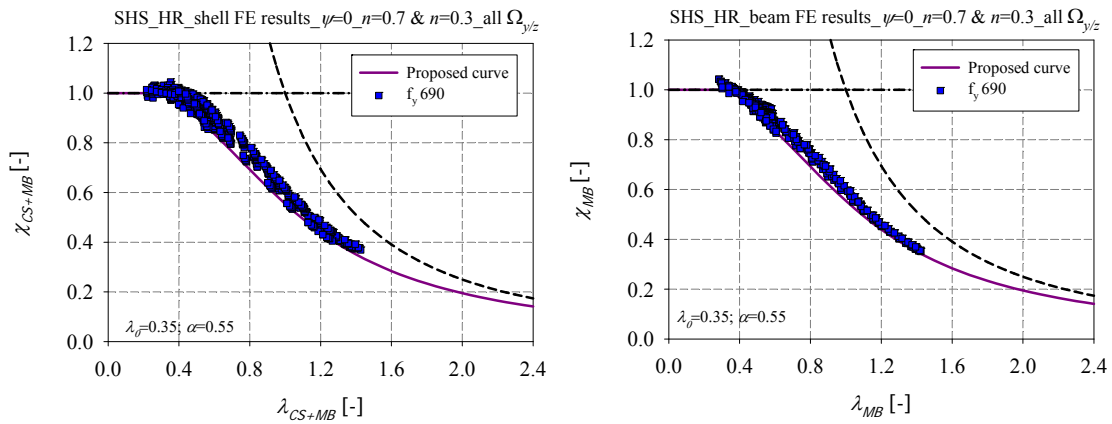 SHS_HR_shell FE results_ψ=0_n=0.7 & n=0.3_all Ω_y/z
1.2
1.0
0.8
0.6
0.4
0.2
0.0
χ_CS+MB [-]
Proposed curve
f_y 690
λ_0=0.35; α=0.55
0.0 0.4 0.8 1.2 1.6 2.0 2.4
λ_CS+MB [-]
SHS_HR_beam FE results_ψ=0_n=0.7 & n=0.3_all Ω_y/z
1.2
1.0
0.8
0.6
0.4
0.2
0.0
χ_MB [-]
Proposed curve
f_y 690
λ_0=0.35; α=0.55
0.0 0.4 0.8 1.2 1.6 2.0 2.4
λ_MB [-]